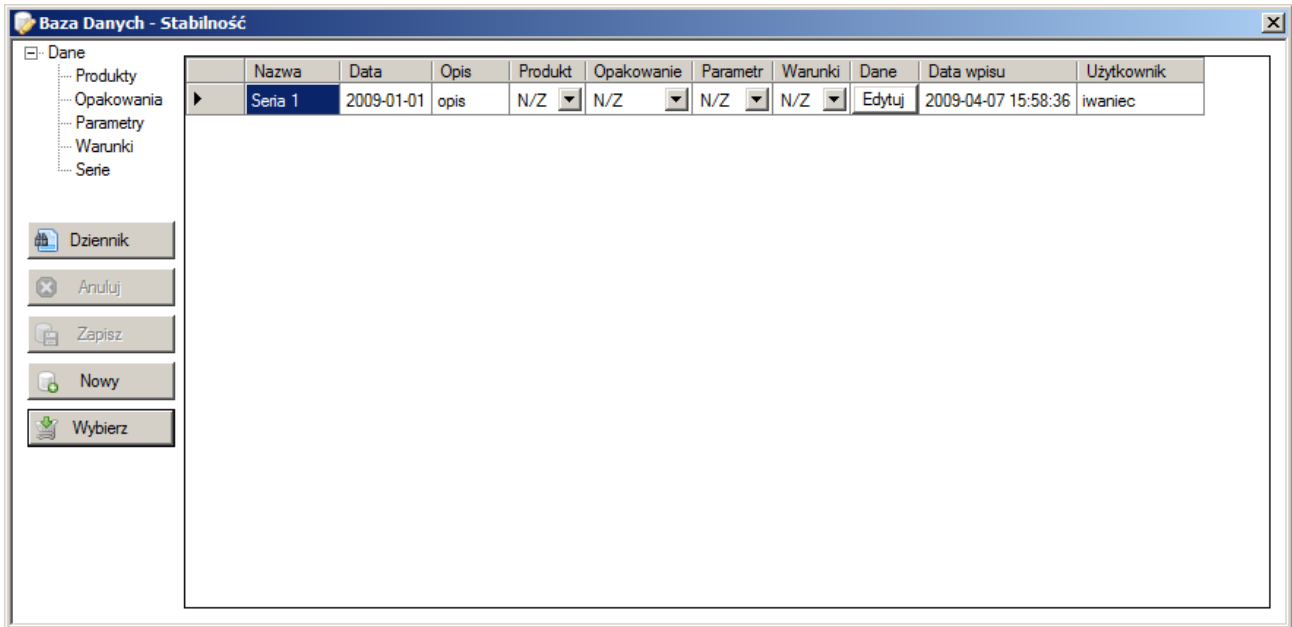 Baza Danych - Stabilność
Dane
Produkty
Opakowania
Parametry
Warunki
Serie
Nazwa Data Opis Produkt Opakowanie Parametr Warunki Dane Data wpisu Użytkownik
Seria 1 2009-01-01 opis N/Z N/Z N/Z N/Z Edytuj 2009-04-07 15:58:36 iwaniec
Dziennik
Anuluj
Zapisz
Nowy
Wybierz